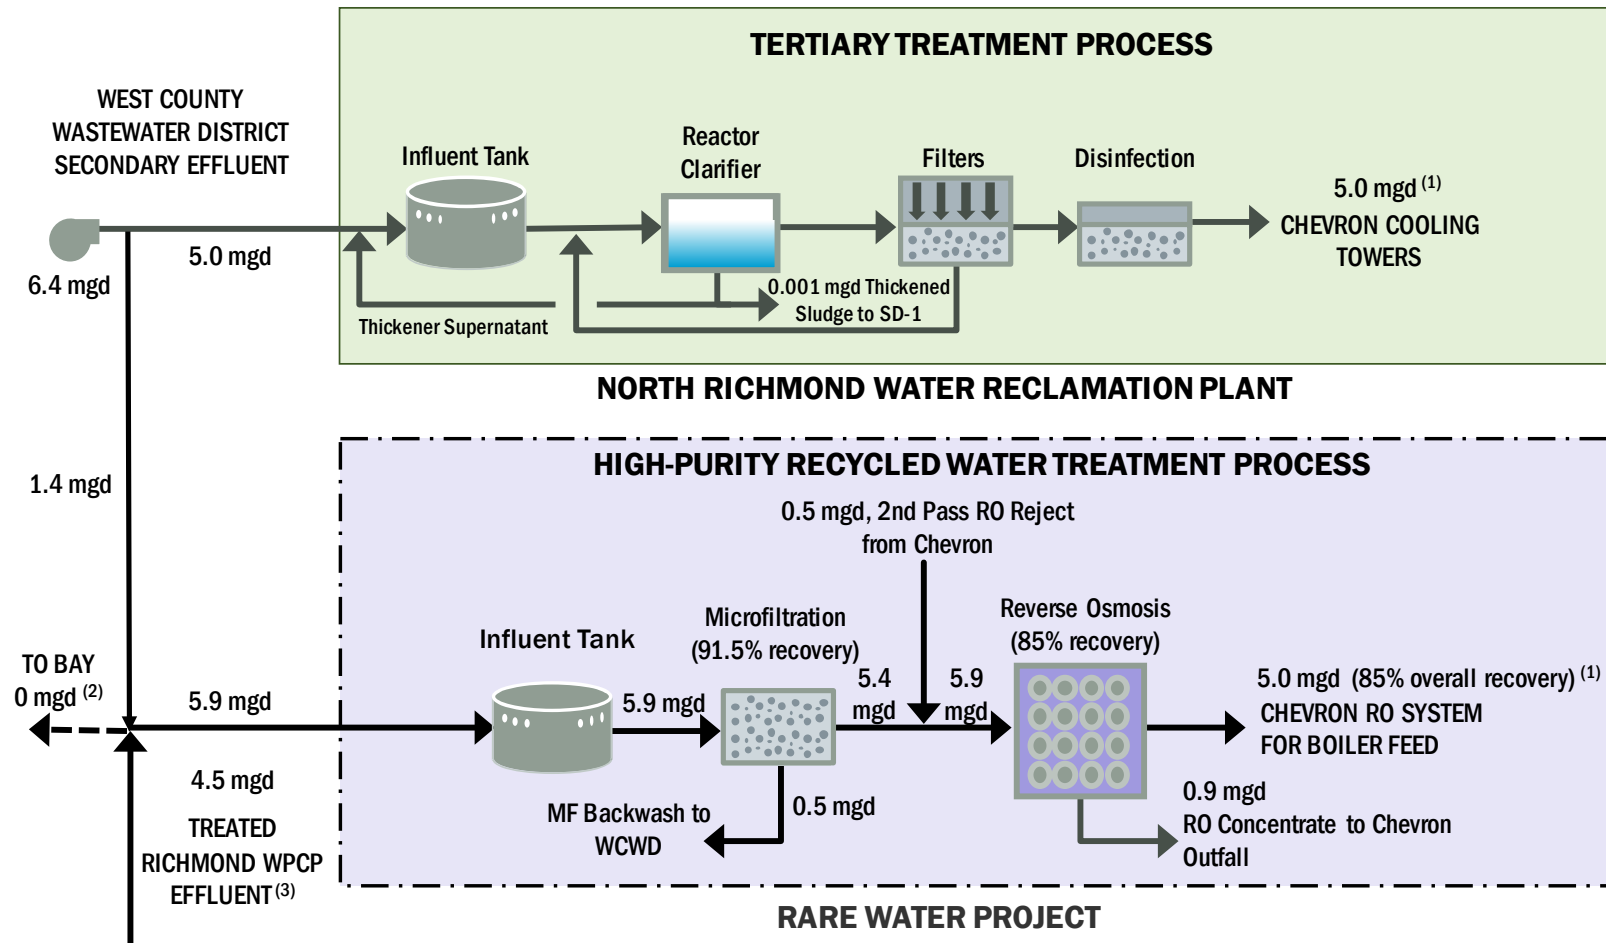 TERTIARY TREATMENT PROCESS
WEST COUNTY
WASTEWATER DISTRICT
SECONDARY EFFLUENT
Influent Tank
Reactor
Clarifier
Filters
Disinfection
5.0 mgd (1)
CHEVRON COOLING
TOWERS
6.4 mgd
5.0 mgd
0.001 mgd Thickened
Sludge to SD-1
Thickener Supernatant
NORTH RICHMOND WATER RECLAMATION PLANT
1.4 mgd
HIGH-PURITY RECYCLED WATER TREATMENT PROCESS
0.5 mgd, 2nd Pass RO Reject
from Chevron
Influent Tank
Microfiltration
(91.5% recovery)
Reverse Osmosis
(85% recovery)
TO BAY
0 mgd (2)
5.9 mgd
5.9 mgd
5.4
mgd
5.9
mgd
5.0 mgd (85% overall recovery) (1)
CHEVRON RO SYSTEM
FOR BOILER FEED
4.5 mgd
TREATED
RICHMOND WPCP
EFFLUENT (3)
MF Backwash to
WCWD
0.5 mgd
0.9 mgd
RO Concentrate to Chevron
Outfall
RARE WATER PROJECT